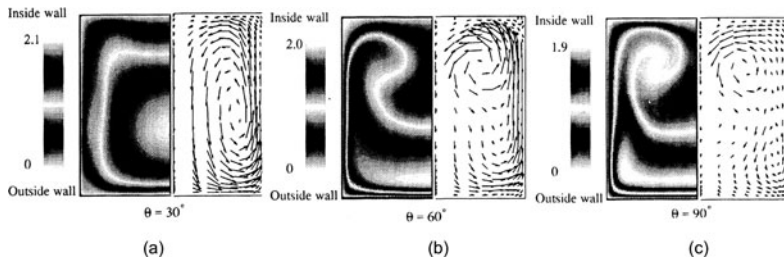 Inside wall
2.1
0
Outside wall
θ = 30°
(a)
Inside wall
2.0
0
Outside wall
θ = 60°
(b)
Inside wall
1.9
0
Outside wall
θ = 90°
(c)